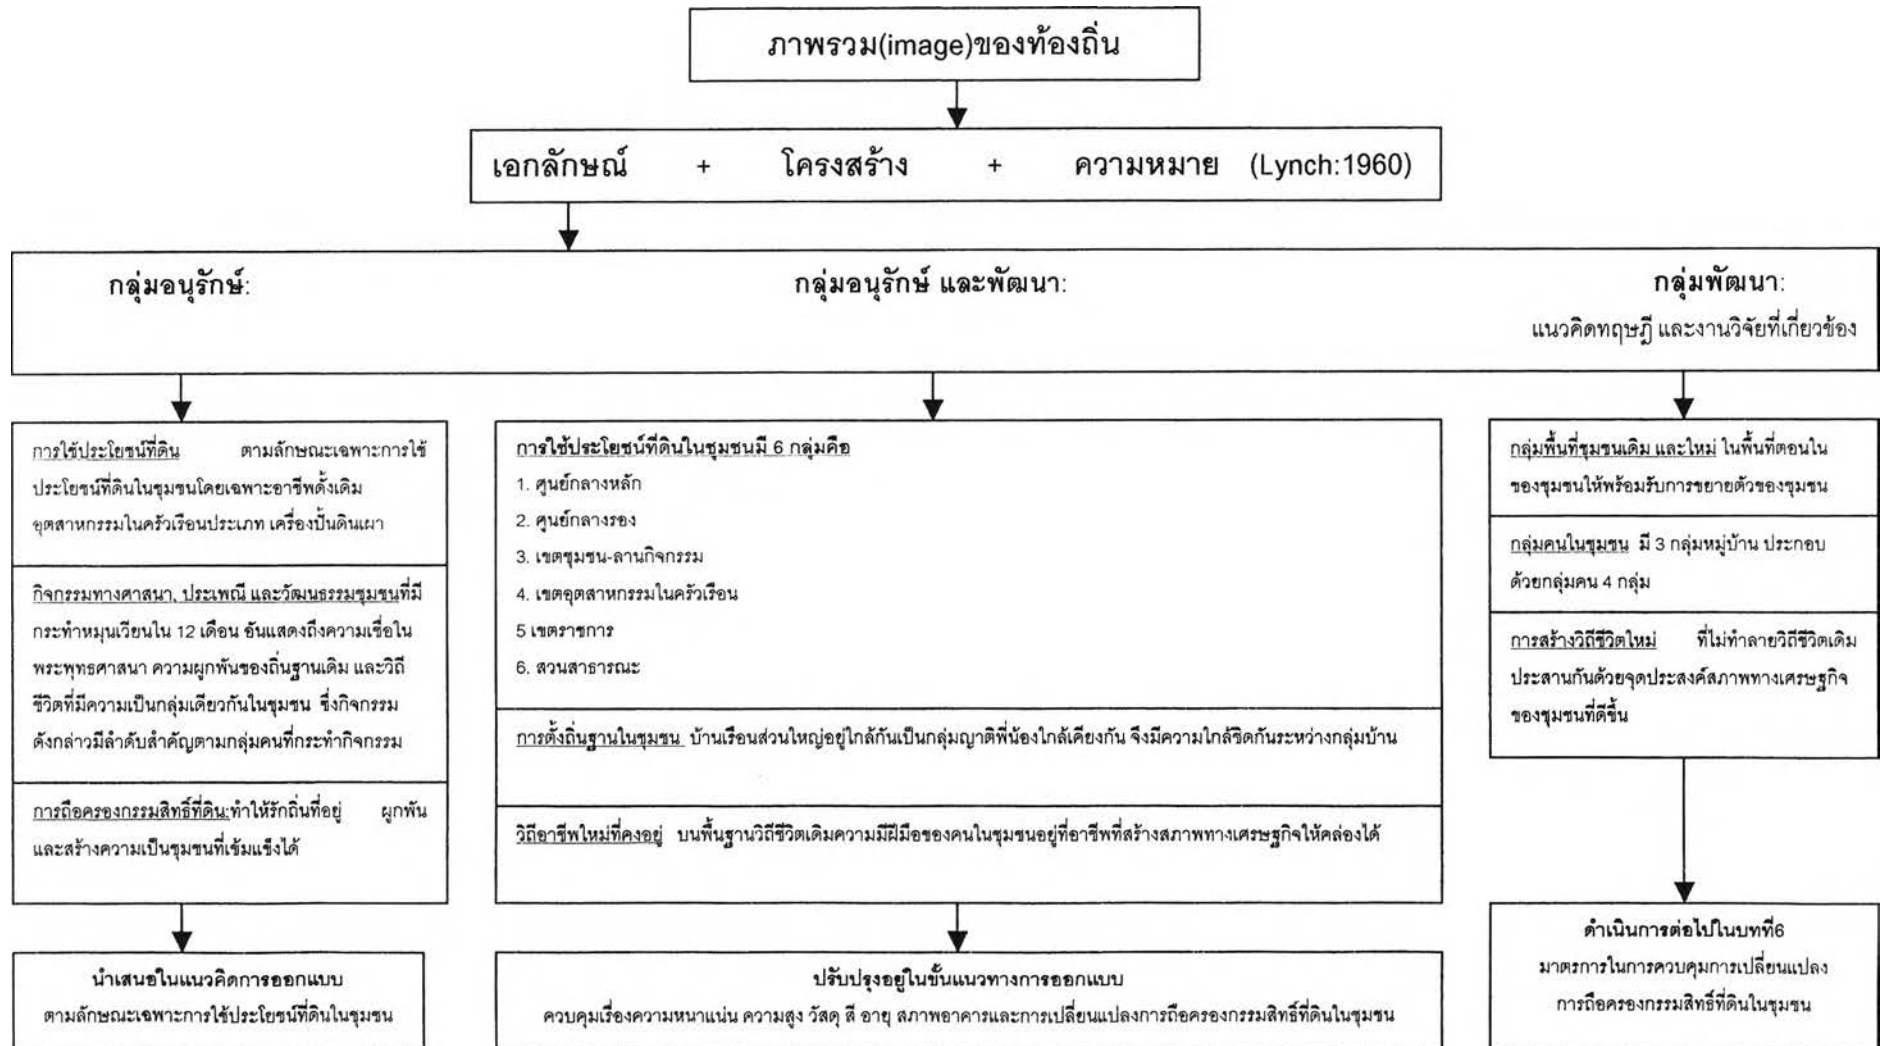 ภาพรวม(image)ของท้องถิ่น
เอกลักษณ์ + โครงสร้าง + ความหมาย (Lynch:1960)
กลุ่มอนุรักษ์:
กลุ่มอนุรักษ์ และพัฒนา:
กลุ่มพัฒนา:
แนวคิดทฤษฎี และงานวิจัยที่เกี่ยวข้อง
การใช้ประโยชน์ที่ดิน ตามลักษณะเฉพาะการใช้
ประโยชน์ที่ดินในชุมชนโดยเฉพาะอาชีพดั้งเดิม
อุตสาหกรรมในครัวเรือนประเภท เครื่องปั้นดินเผา
กิจกรรมทางศาสนา, ประเพณี และวัฒนธรรมชุมชนที่มี
กระทำหมุนเวียนใน 12 เดือน อันแสดงถึงความเชื่อใน
พระพุทธศาสนา ความผูกพันของถิ่นฐานเดิม และวิถี
ชีวิตที่มีความเป็นกลุ่มเดียวกันในชุมชน ซึ่งกิจกรรม
ดังกล่าวมีลำดับสำคัญตามกลุ่มคนที่กระทำกิจกรรม
การถือครองกรรมสิทธิ์ที่ดิน:ทำให้รักถิ่นที่อยู่ ผูกพัน
และสร้างความเป็นชุมชนที่เข้มแข็งได้
นำเสนอในแนวคิดการออกแบบ
ตามลักษณะเฉพาะการใช้ประโยชน์ที่ดินในชุมชน
การใช้ประโยชน์ที่ดินในชุมชนมี 6 กลุ่มคือ
1. ศูนย์กลางหลัก
2. ศูนย์กลางรอง
3. เขตชุมชน-ลานกิจกรรม
4. เขตอุตสาหกรรมในครัวเรือน
5 เขตราชการ
6. สวนสาธารณะ
การตั้งถิ่นฐานในชุมชน บ้านเรือนส่วนใหญ่อยู่ใกล้กันเป็นกลุ่มญาติพี่น้องใกล้เคียงกัน จึงมีความใกล้ชิดกันระหว่างกลุ่มบ้าน
วิถีอาชีพใหม่ที่คงอยู่ บนพื้นฐานวิถีชีวิตเดิมความมีฝีมือของคนในชุมชนอยู่ที่อาชีพที่สร้างสภาพทางเศรษฐกิจให้คล่องได้
ปรับปรุงอยู่ในขั้นแนวทางการออกแบบ
ควบคุมเรื่องความหนาแน่น ความสูง วัสดุ สี อายุ สภาพอาคารและการเปลี่ยนแปลงการถือครองกรรมสิทธิ์ที่ดินในชุมชน
กลุ่มพื้นที่ชุมชนเดิม และใหม่ ในพื้นที่ตอนใน
ของชุมชนให้พร้อมรับการขยายตัวของชุมชน
กลุ่มคนในชุมชน มี 3 กลุ่มหมู่บ้าน ประกอบ
ด้วยกลุ่มคน 4 กลุ่ม
การสร้างวิถีชีวิตใหม่ ที่ไม่ทำลายวิถีชีวิตเดิม
ประสานกันด้วยจุดประสงค์สภาพทางเศรษฐกิจ
ของชุมชนที่ดีขึ้น
ดำเนินการต่อไปในบทที่6
มาตรการในการควบคุมการเปลี่ยนแปลง
การถือครองกรรมสิทธิ์ที่ดินในชุมชน